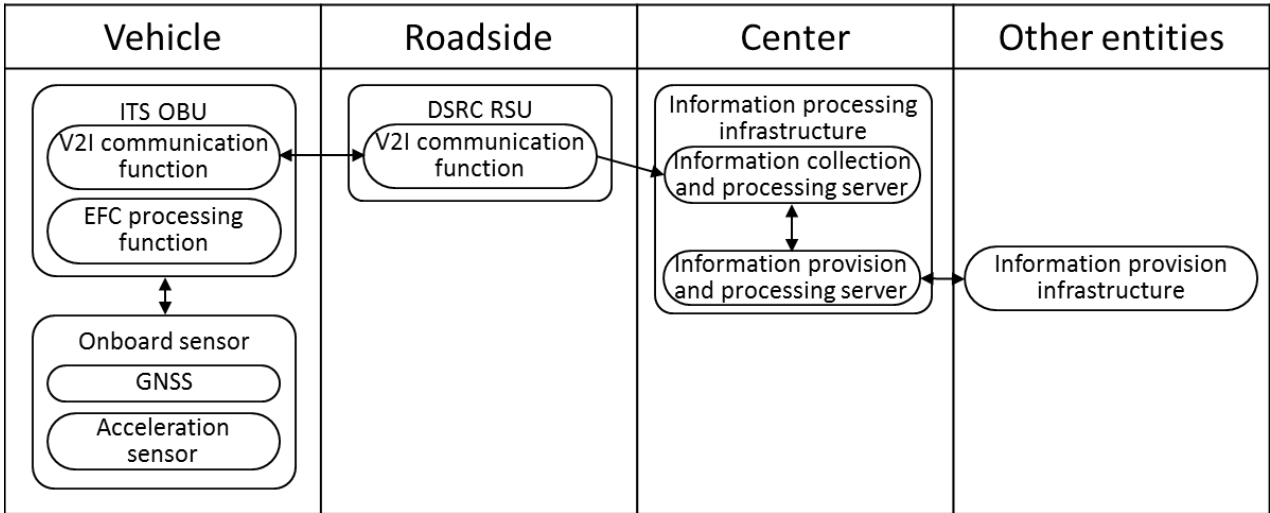 Vehicle
Roadside
Center
Other entities
ITS OBU
V2I communication
function
EFC processing
function
Onboard sensor
GNSS
Acceleration
sensor
DSRC RSU
V2I communication
function
Information processing
infrastructure
Information collection
and processing server
Information provision
and processing server
Information provision
infrastructure